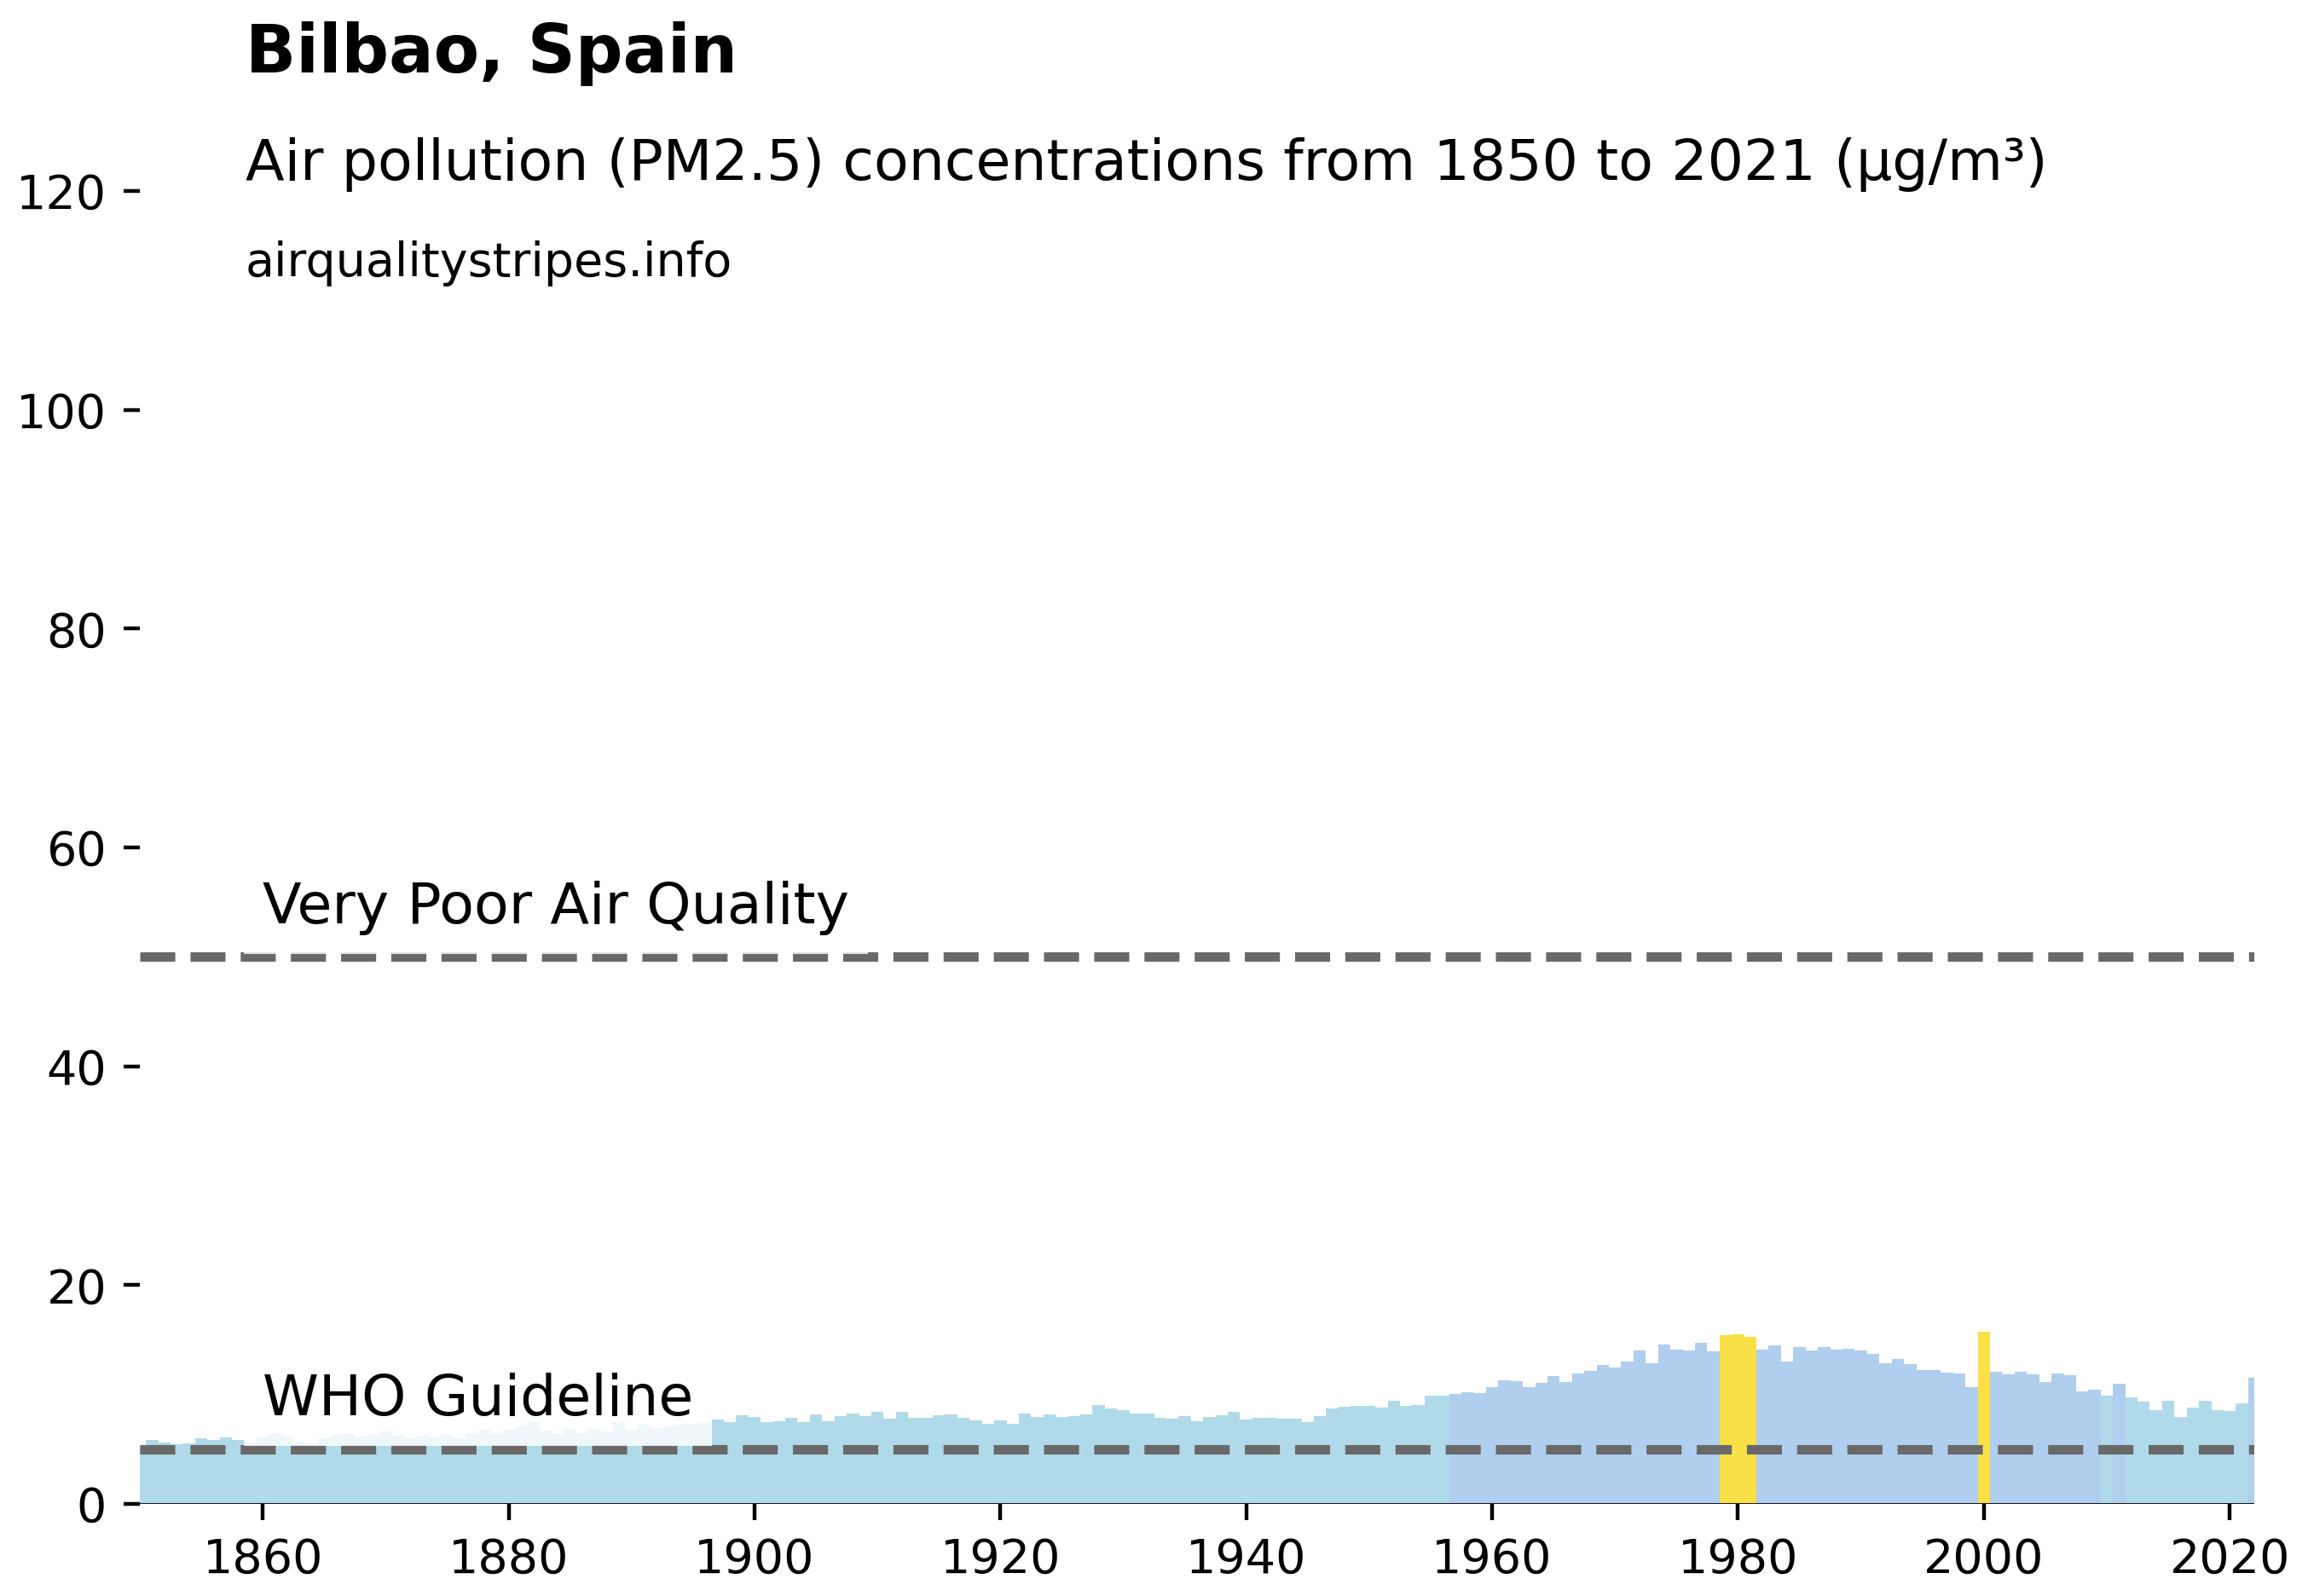 Bilbao, Spain
Air pollution (PM2.5) concentrations from 1850 to 2021 (µg/m³)
120
airqualitystripes.info
100
80
60
Very Poor Air Quality
40
20
WHO Guideline
0
1860 1880 1900 1920 1940 1960 1980 2000 2020